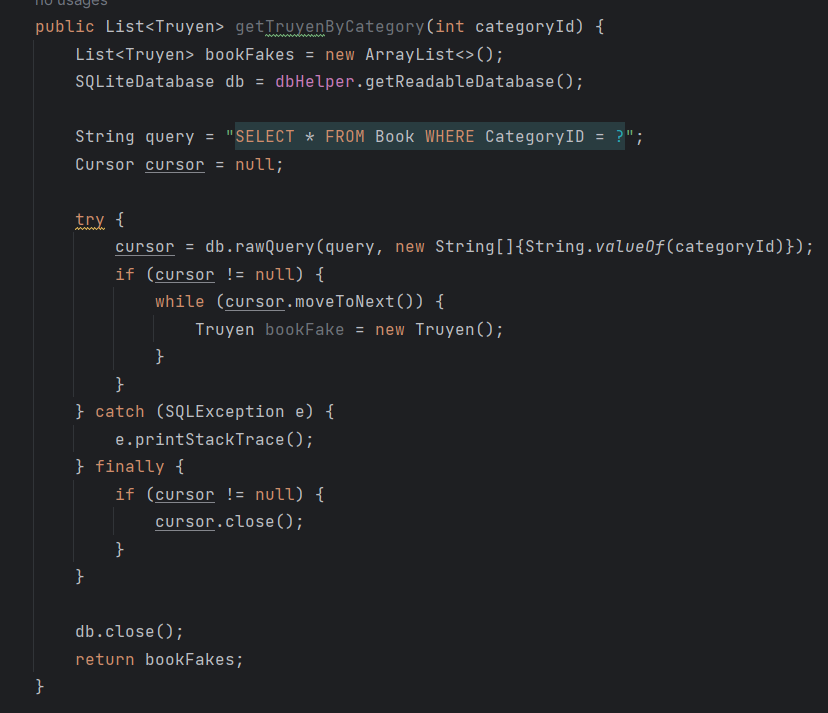 no usages
public List<Truyen> getTruyenByCategory(int categoryId) {
    List<Truyen> bookFakes = new ArrayList<>();
    SQLiteDatabase db = dbHelper.getReadableDatabase();

    String query = "SELECT * FROM Book WHERE CategoryID = ?";
    Cursor cursor = null;

    try {
        cursor = db.rawQuery(query, new String[]{String.valueOf(categoryId)});
        if (cursor != null) {
            while (cursor.moveToNext()) {
                Truyen bookFake = new Truyen();
            }
        }
    } catch (SQLException e) {
        e.printStackTrace();
    } finally {
        if (cursor != null) {
            cursor.close();
        }
    }

    db.close();
    return bookFakes;
}